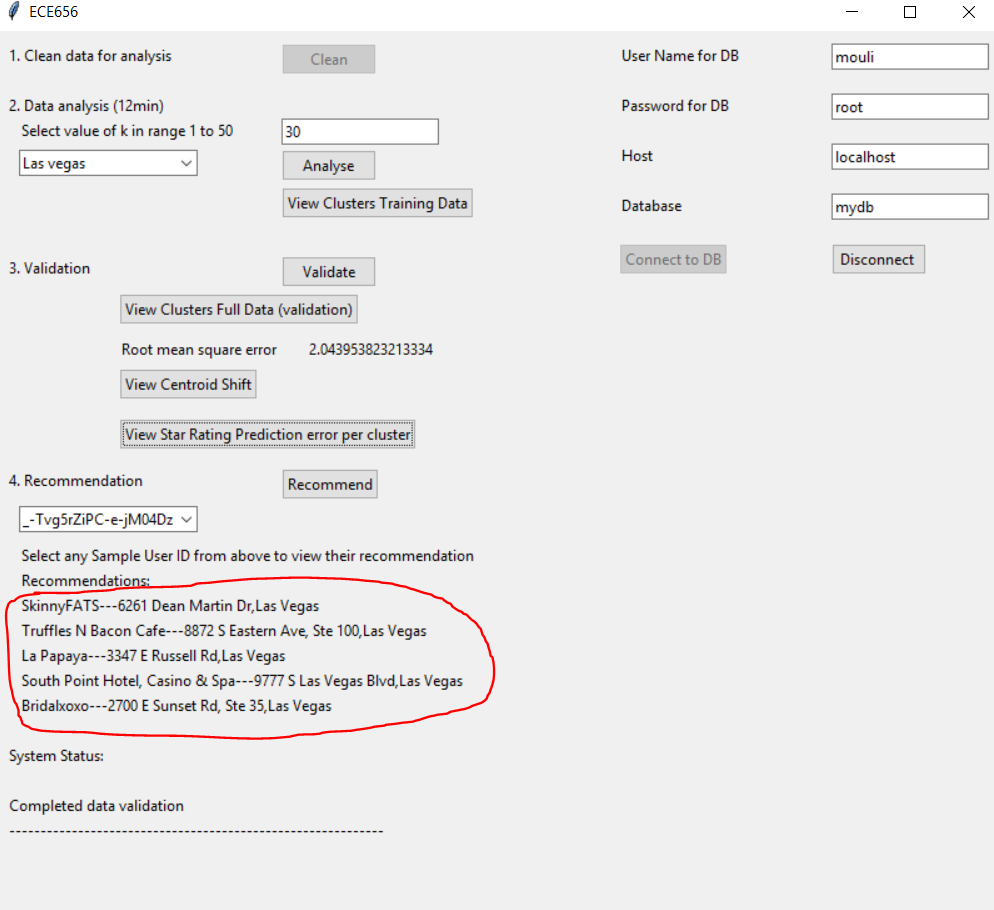 ECE656
1. Clean data for analysis
Clean
User Name for DB
mouli
2. Data analysis (12min)
Password for DB
root
Select value of k in range 1 to 50
30
Las vegas
Analyse
Host
localhost
View Clusters Training Data
Database
mydb
3. Validation
Validate
Connect to DB
Disconnect
View Clusters Full Data (validation)
Root mean square error
2.043953823213334
View Centroid Shift
View Star Rating Prediction error per cluster
4. Recommendation
Recommend
_-Tvg5rZiPC-e-jM04Dz
Select any Sample User ID from above to view their recommendation
Recommendations:
SkinnyFATS---6261 Dean Martin Dr,Las Vegas
Truffles N Bacon Cafe---8872 S Eastern Ave, Ste 100,Las Vegas
La Papaya---3347 E Russell Rd,Las Vegas
South Point Hotel, Casino & Spa---9777 S Las Vegas Blvd,Las Vegas
Bridalxoxo---2700 E Sunset Rd, Ste 35,Las Vegas
System Status:
Completed data validation
------------------------------------------------------------